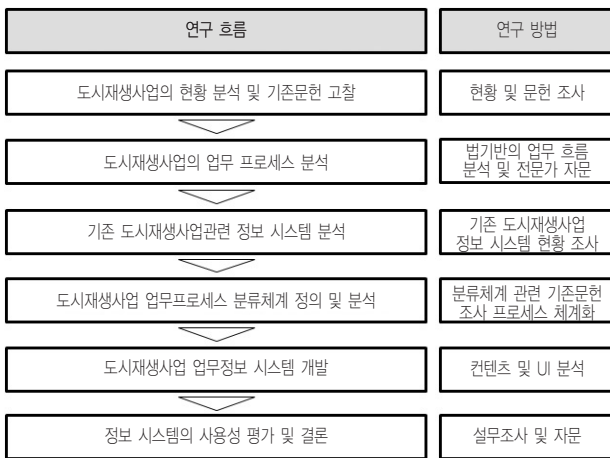 연구 흐름
연구 방법
도시재생사업의 현황 분석 및 기존문헌 고찰
현황 및 문헌 조사
도시재생사업의 업무 프로세스 분석
법기반의 업무 흐름
분석 및 전문가 자문
기존 도시재생사업관련 정보 시스템 분석
기존 도시재생사업
정보 시스템 현황 조사
도시재생사업 업무프로세스 분류체계 정의 및 분석
분류체계 관련 기존문헌
조사 프로세스 체계화
도시재생사업 업무정보 시스템 개발
컨텐츠 및 UI 분석
정보 시스템의 사용성 평가 및 결론
설무조사 및 자문